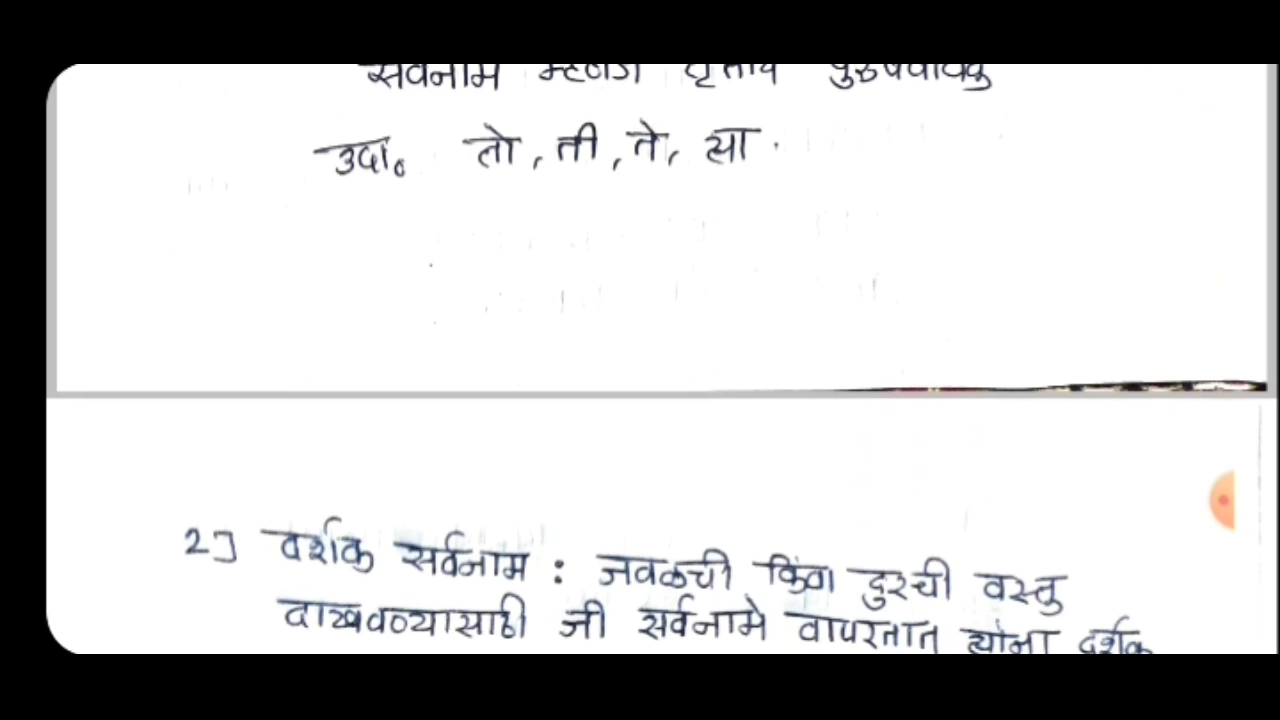 सर्वनाम म्हणजे तृतीय पुरुषवाचक
उदा. तो, ती, ते, त्या.
2] दर्शक सर्वनाम : जवळची किंवा दुरची वस्तु
दाखवण्यासाठी जी सर्वनामे वापरतात त्यांना दर्शक